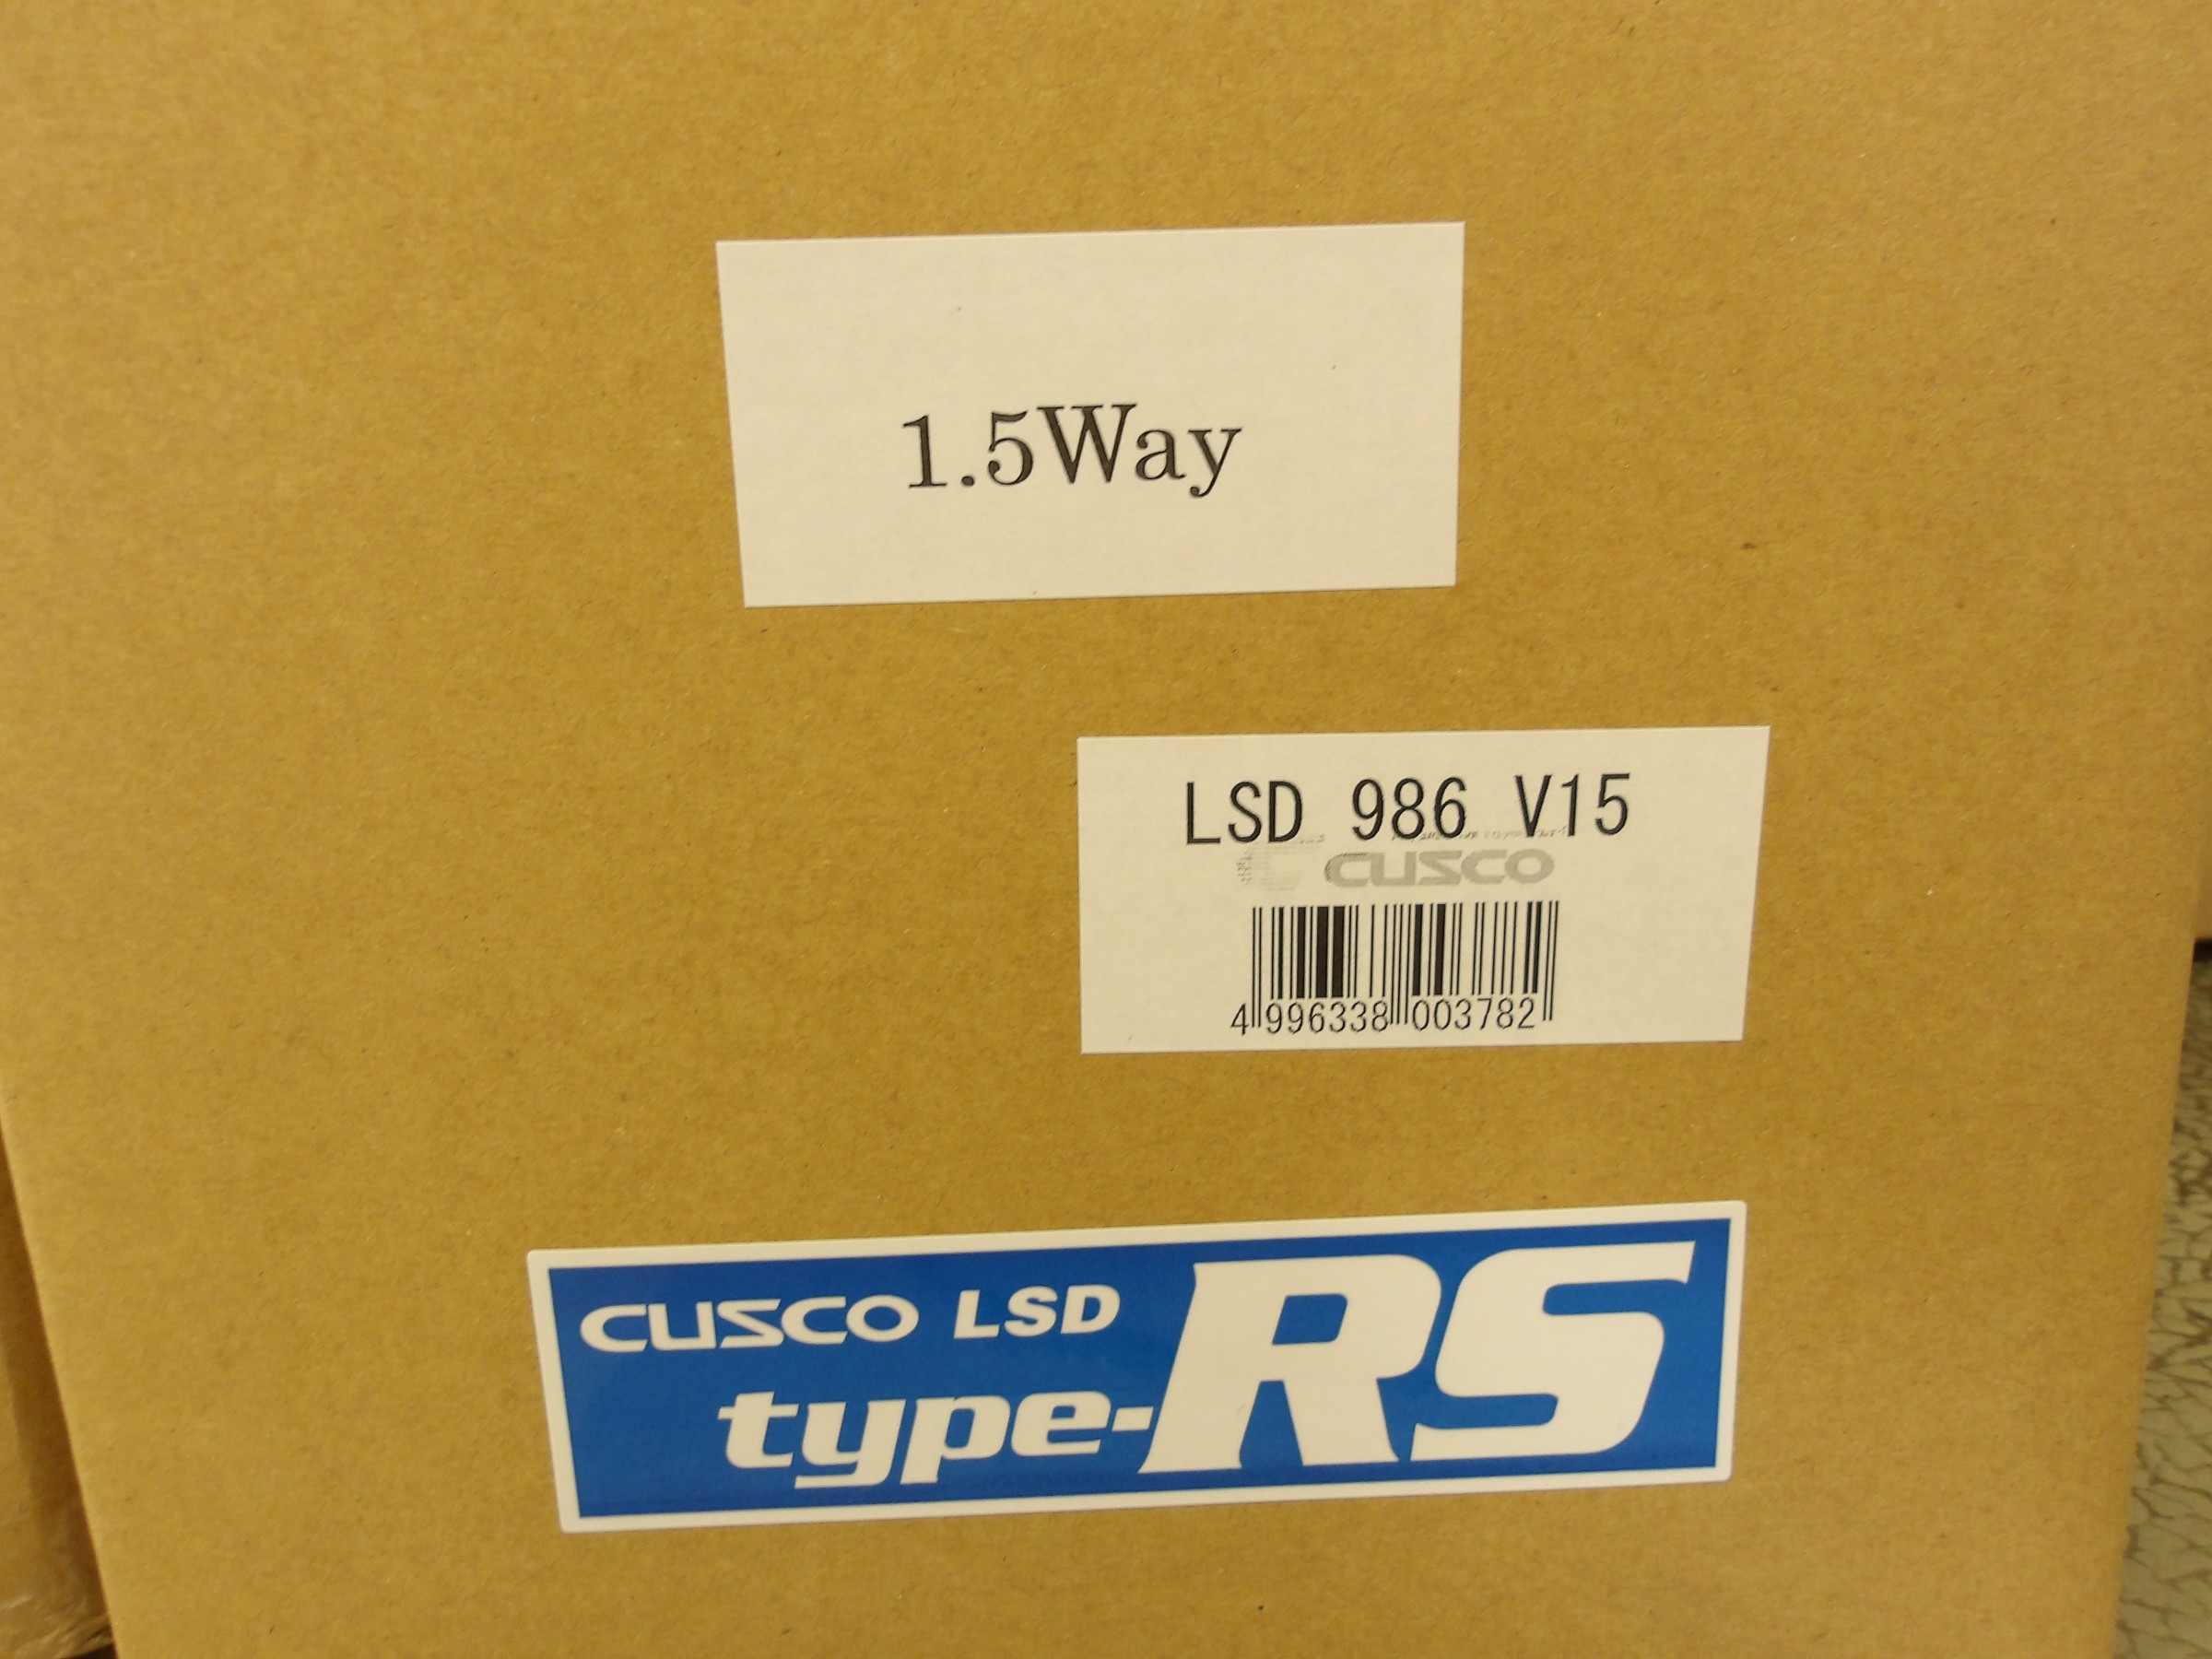 1.5Way
LSD 986 V15
CUSCO
4 996338 003782
CUSCO LSD
type-RS